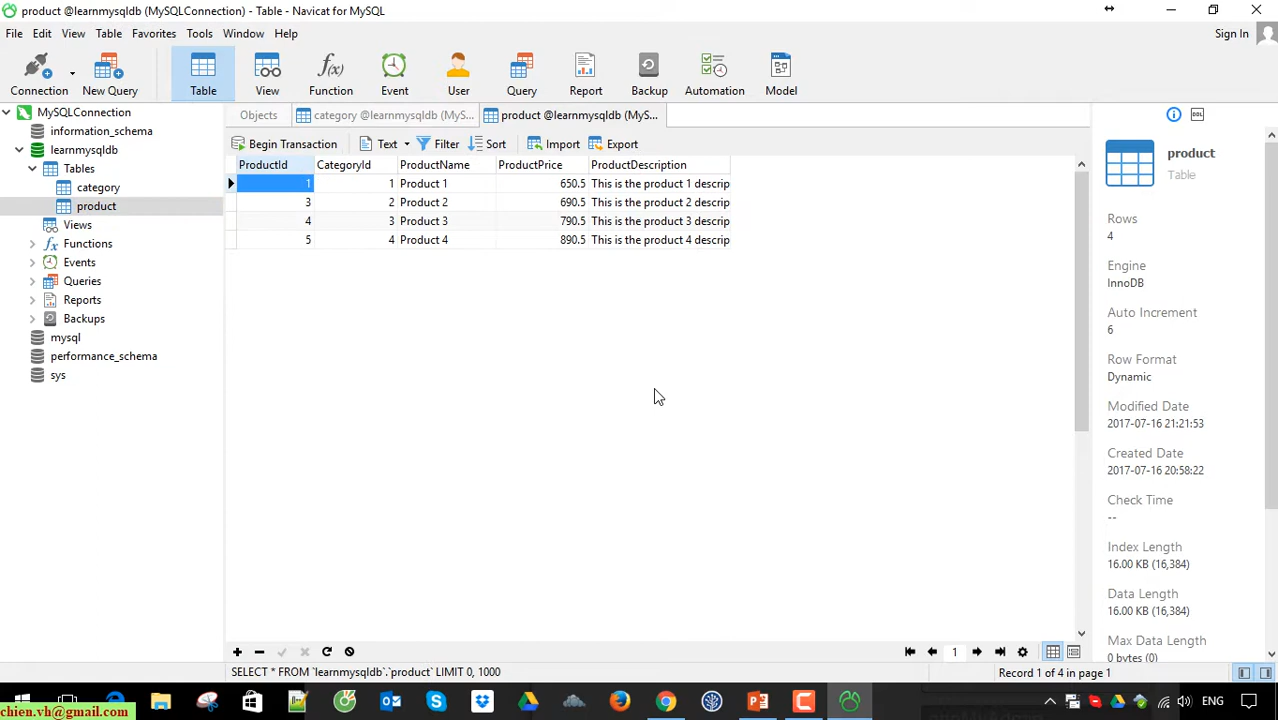 product @learnmysqldb (MySQLConnection) - Table - Navicat for MySQL
File Edit View Table Favorites Tools Window Help
Sign In
Connection New Query Table View Function Event User Query Report Backup Automation Model
MySQLConnection
information_schema
learnmysqldb
Tables
category
product
Views
Functions
Events
Queries
Reports
Backups
mysql
performance_schema
sys
Objects category @learnmysqldb (MyS... product @learnmysqldb (MyS...
Begin Transaction Text Filter Sort Import Export
ProductId CategoryId ProductName ProductPrice ProductDescription
1 1 Product 1 650.5 This is the product 1 descrip
3 2 Product 2 690.5 This is the product 2 descrip
4 3 Product 3 790.5 This is the product 3 descrip
5 4 Product 4 890.5 This is the product 4 descrip
DDL
product
Table
Rows
4
Engine
InnoDB
Auto Increment
6
Row Format
Dynamic
Modified Date
2017-07-16 21:21:53
Created Date
2017-07-16 20:58:22
Check Time
--
Index Length
16.00 KB (16,384)
Data Length
16.00 KB (16,384)
Max Data Length
0 bytes (0)
1
SELECT * FROM `learnmysqldb`.`product` LIMIT 0, 1000
Record 1 of 4 in page 1
ENG
chien.vh@gmail.com